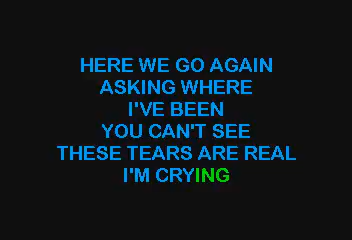 HERE WE GO AGAIN
ASKING WHERE
I'VE BEEN
YOU CAN'T SEE
THESE TEARS ARE REAL
I'M CRYING